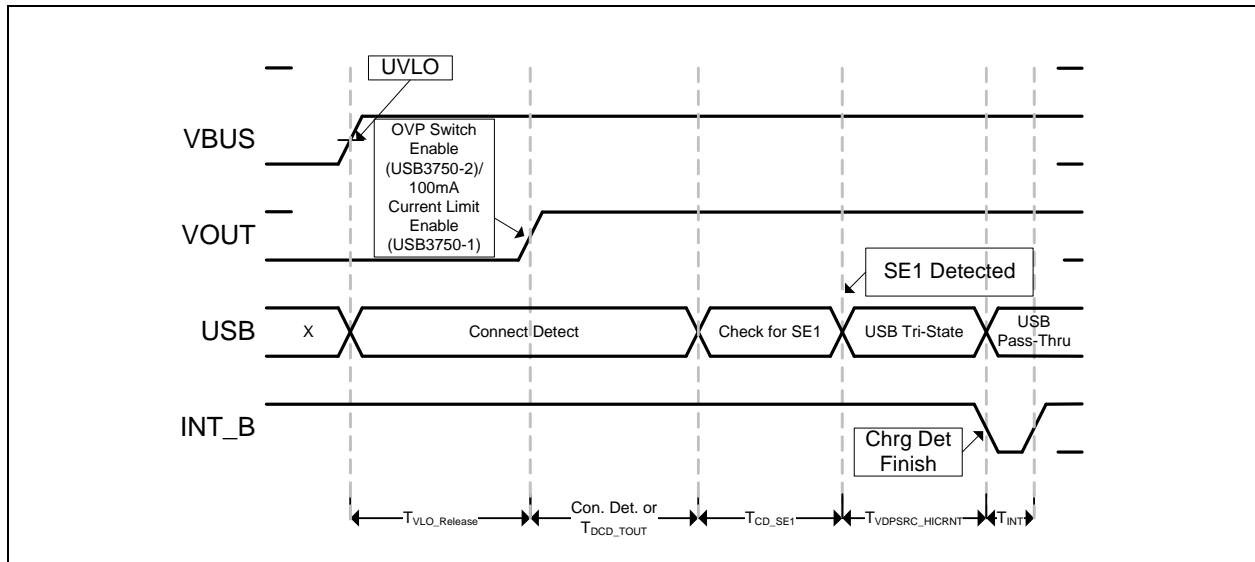 UVLO
VBUS
OVP Switch
Enable
(USB3750-2)/
100mA
Current Limit
Enable
(USB3750-1)
VOUT
SE1 Detected
USB
X
Connect Detect
Check for SE1
USB Tri-State
USB
Pass-Thru
INT_B
Chrg Det
Finish
TVLO_Release
Con. Det. or
TDCD_TOUT
TCD_SE1
TVDPSRC_HICRNT
TINT